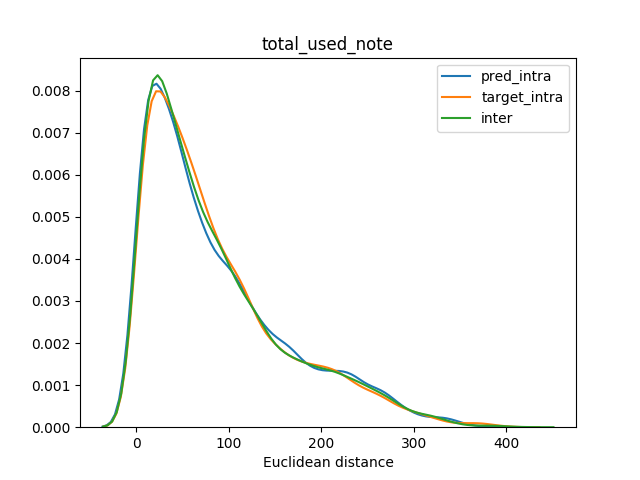 total_used_note
pred_intra
target_intra
inter
0.008
0.007
0.006
0.005
0.004
0.003
0.002
0.001
0.000
0 100 200 300 400
Euclidean distance